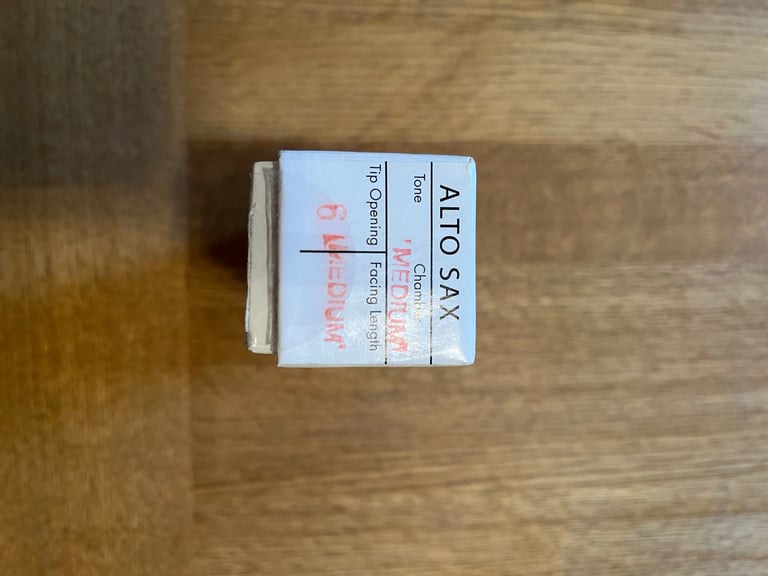 ALTO SAX
Tone Chamber
'MEDIUM'
Tip Opening Facing Length
6 'MEDIUM'